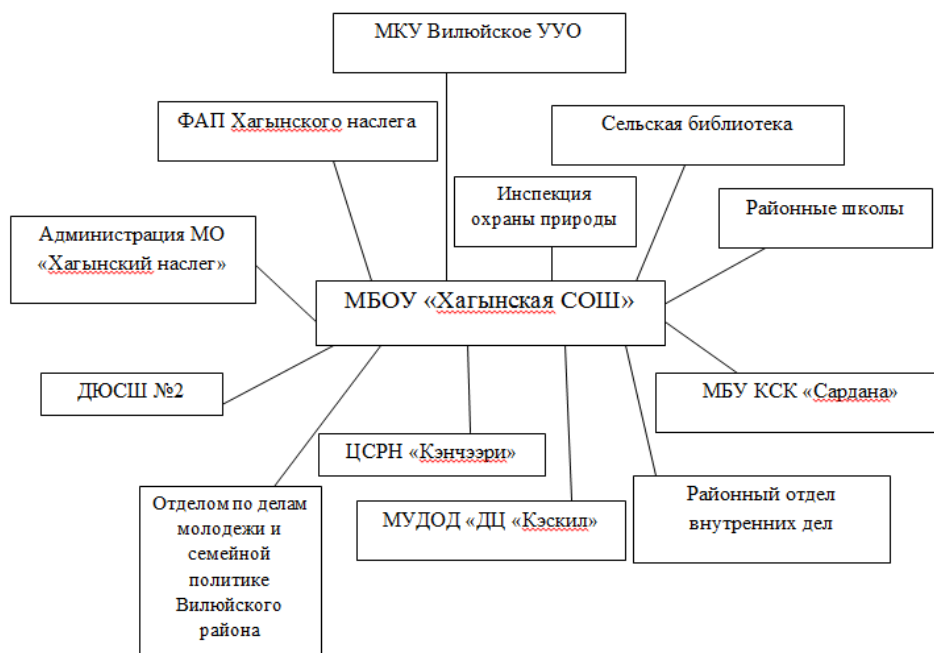 МКУ Вилюйское УУО
ФАП Хагынского наслега
Сельская библиотека
Инспекция
охраны природы
Районные школы
Администрация МО
«Хагынский наслег»
МБОУ «Хагынская СОШ»
ДЮСШ №2
МБУ КСК «Сардана»
ЦСРН «Кэнчээри»
Отделом по делам
молодежи и
семейной
политике
Вилюйского
района
МУДОД «ДЦ «Кэскил»
Районный отдел
внутренних дел